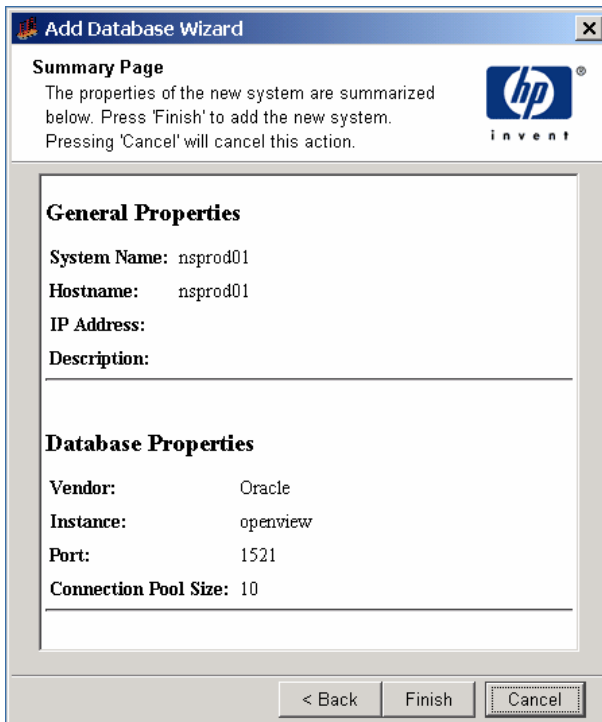 Add Database Wizard
Summary Page
The properties of the new system are summarized
below. Press 'Finish' to add the new system.
Pressing 'Cancel' will cancel this action.
hp ®
invent
General Properties
System Name: nsprod01
Hostname: nsprod01
IP Address:
Description:
Database Properties
Vendor: Oracle
Instance: openview
Port: 1521
Connection Pool Size: 10
< Back Finish Cancel